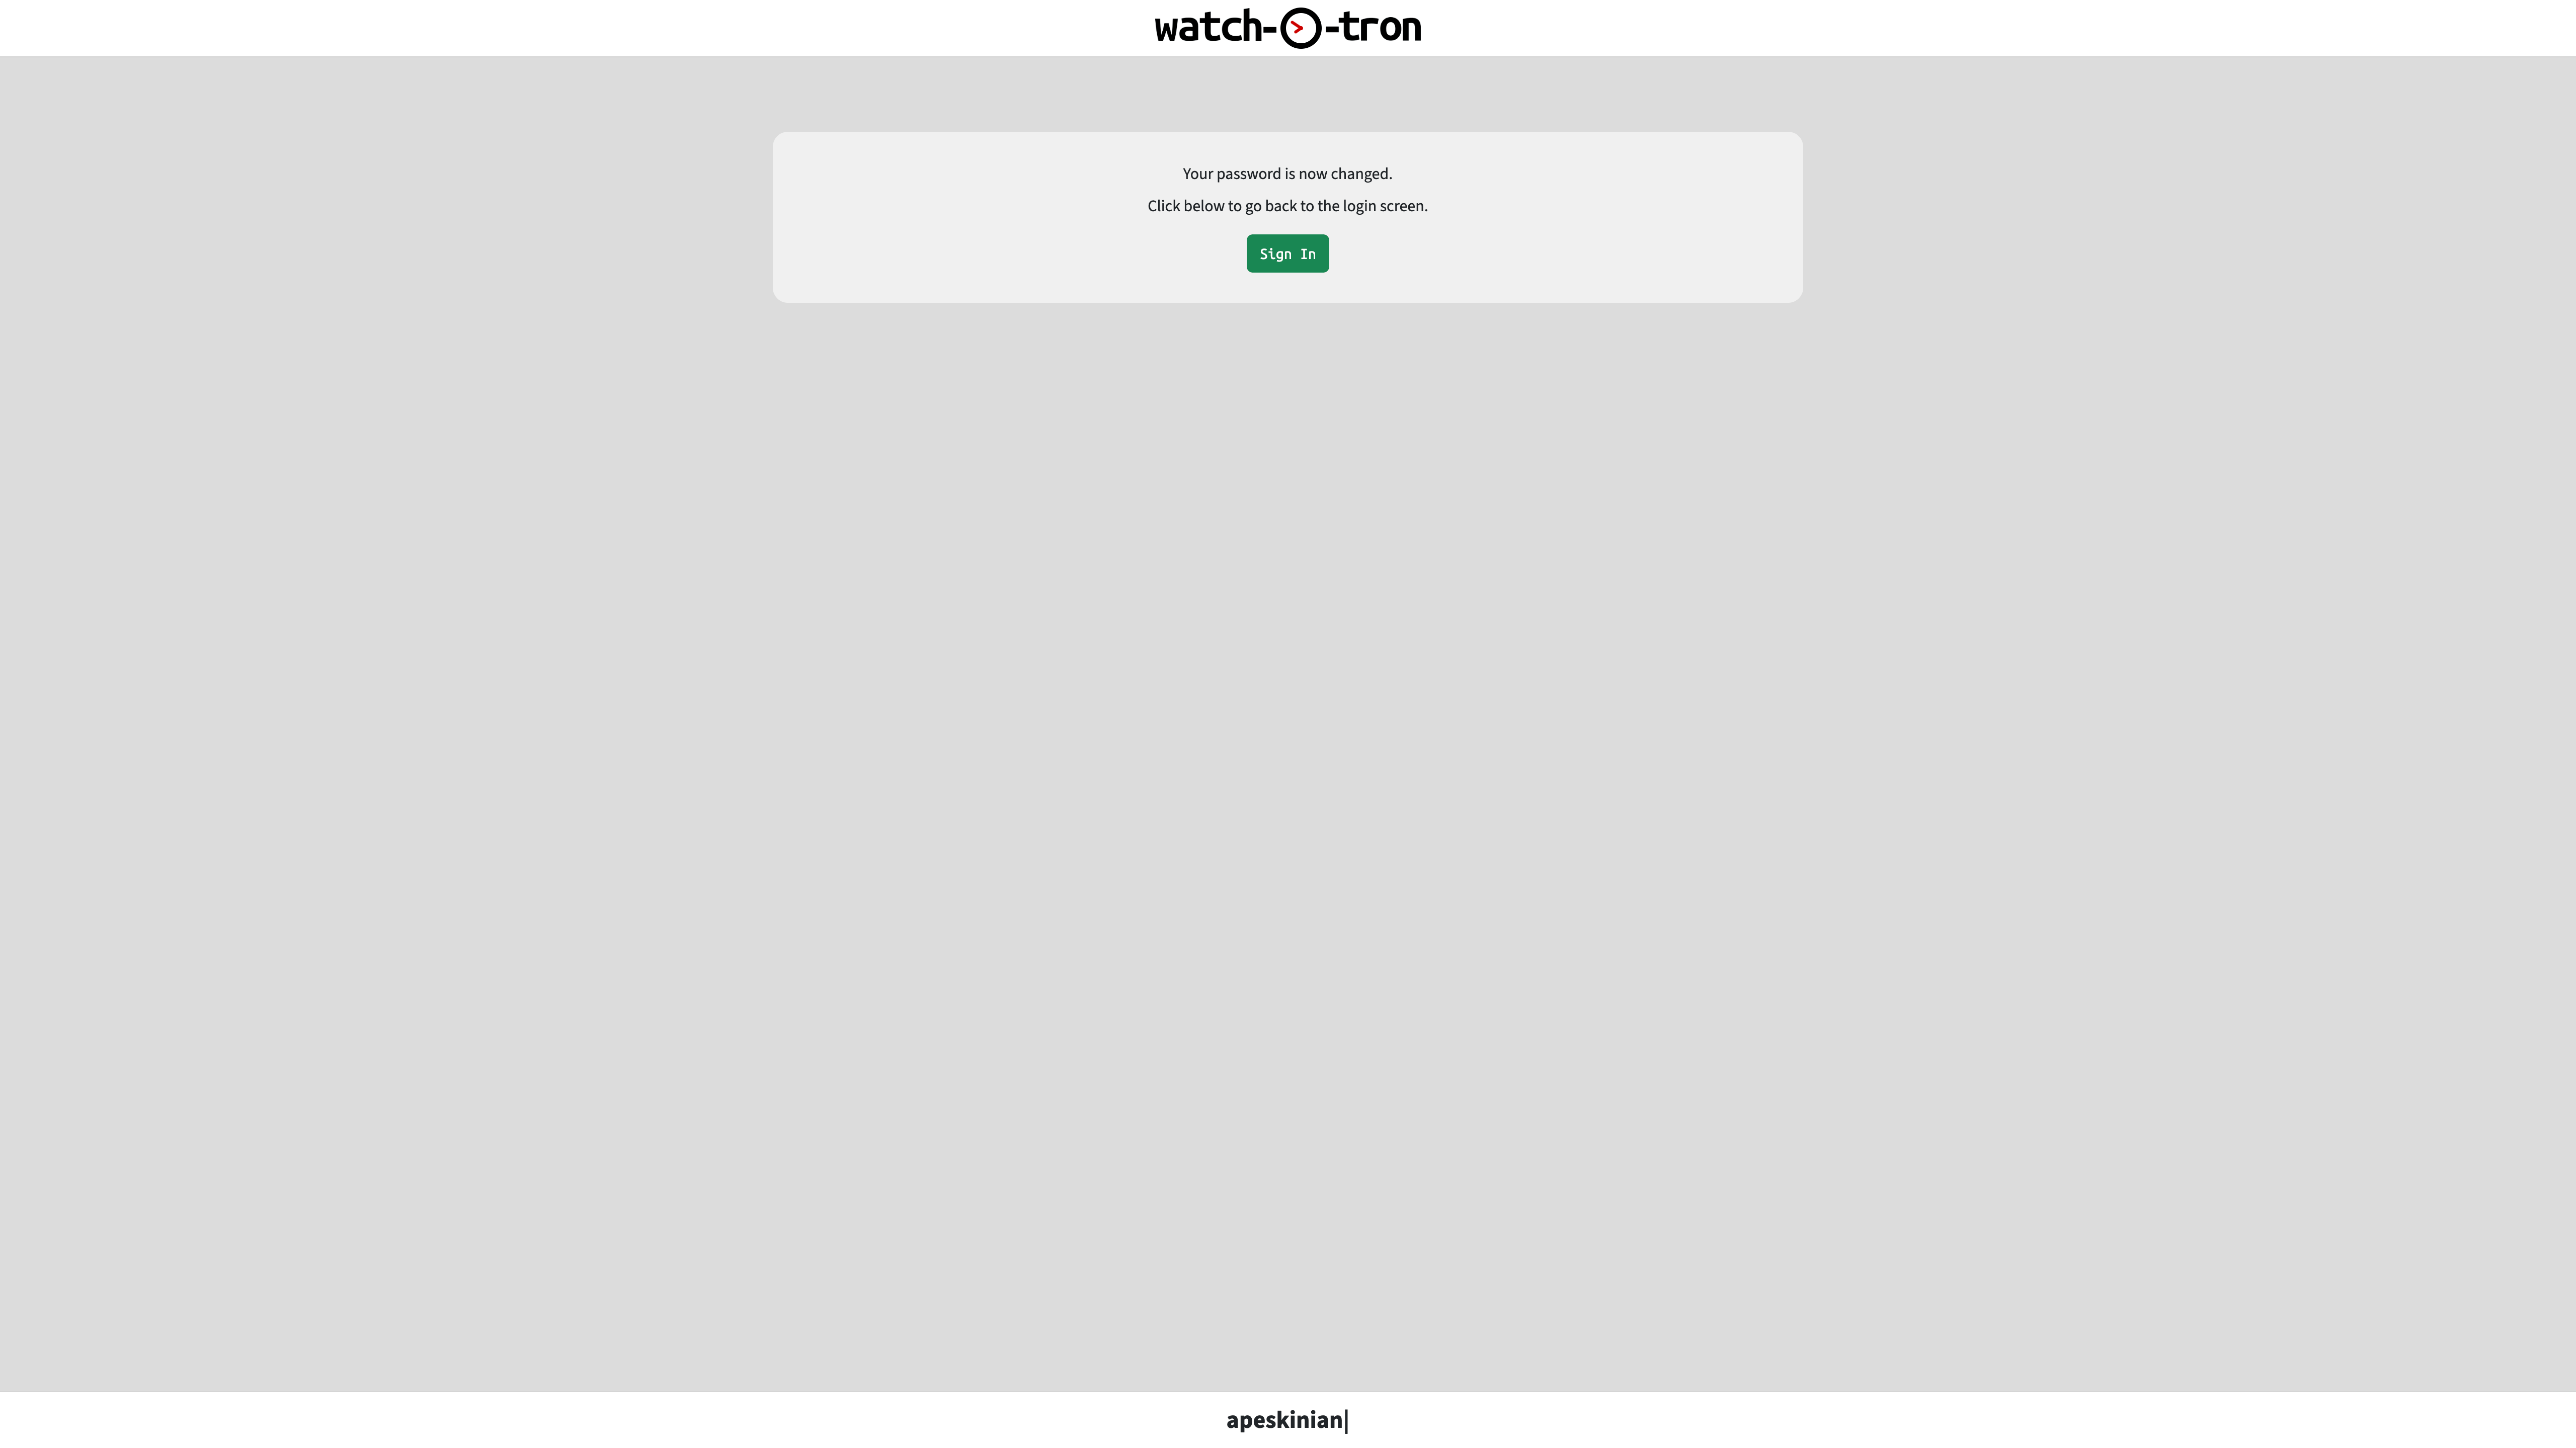 watch-o-tron
Your password is now changed.
Click below to go back to the login screen.
Sign In
apeskinian|